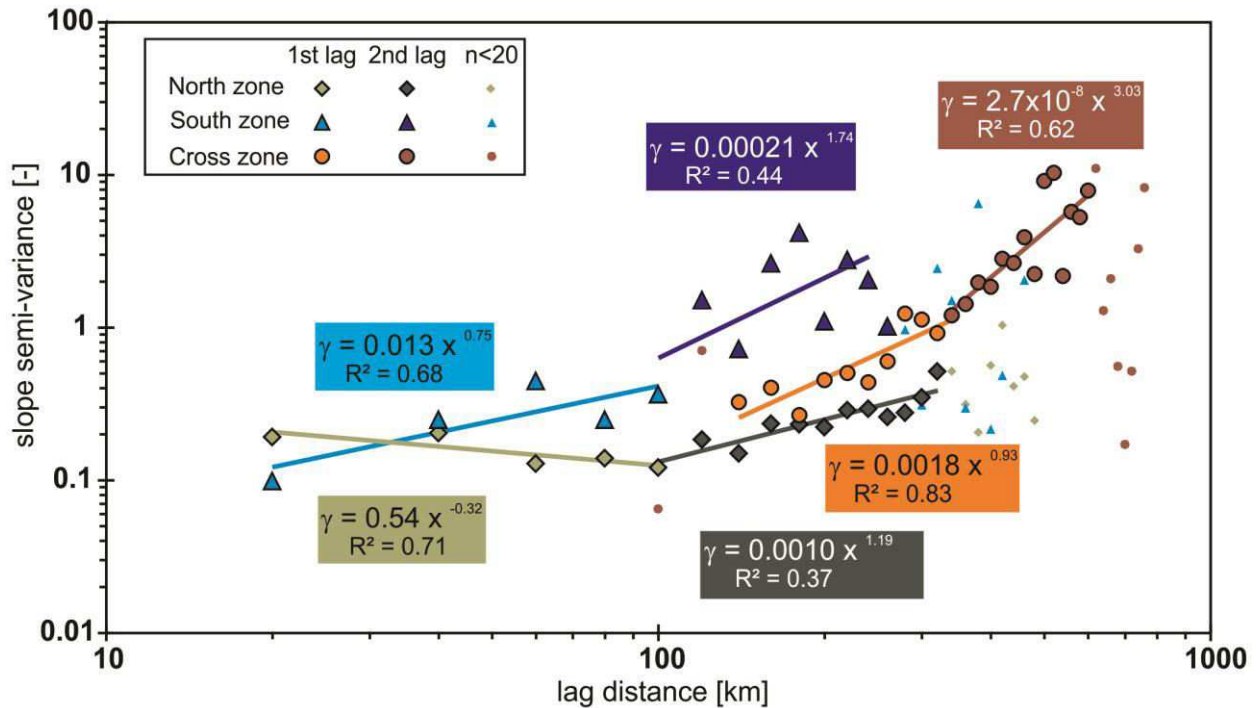 100
1st lag 2nd lag n<20
North zone
South zone
Cross zone
γ = 2.7x10⁻⁸ x ³·⁰³
R² = 0.62
γ = 0.00021 x ¹·⁷⁴
R² = 0.44
10
slope semi-variance [-]
1
γ = 0.013 x ⁰·⁷⁵
R² = 0.68
0.1
γ = 0.54 x ⁻⁰·³²
R² = 0.71
γ = 0.0018 x ⁰·⁹³
R² = 0.83
γ = 0.0010 x ¹·¹⁹
R² = 0.37
0.01
10 100 1000
lag distance [km]